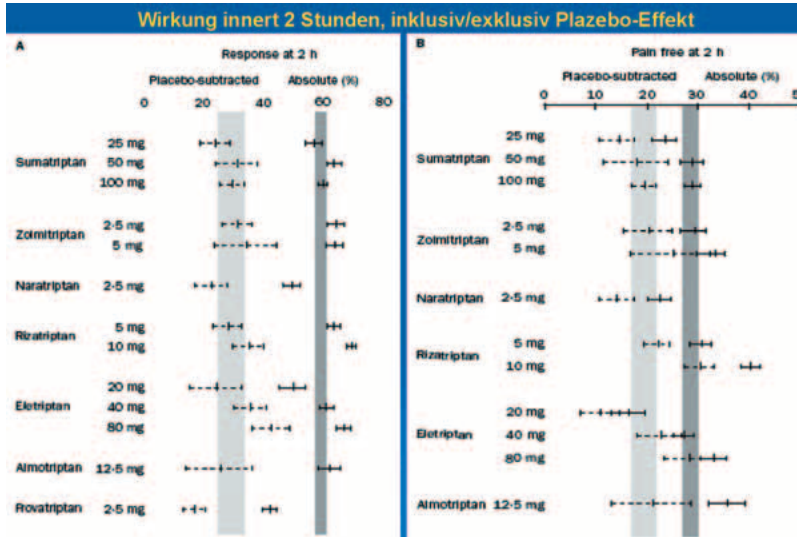 Wirkung innert 2 Stunden, inklusiv/exklusiv Plazebo-Effekt
A
Response at 2 h
Placebo-subtracted Absolute (%)
0 20 40 60 80
Sumatriptan
25 mg
50 mg
100 mg
Zolmitriptan
2·5 mg
5 mg
Naratriptan 2·5 mg
Rizatriptan
5 mg
10 mg
Eletriptan
20 mg
40 mg
80 mg
Almotriptan 12·5 mg
Frovatriptan 2·5 mg
B
Pain free at 2 h
Placebo-subtracted Absolute (%)
0 10 20 30 40
Sumatriptan
25 mg
50 mg
100 mg
Zolmitriptan
2·5 mg
5 mg
Naratriptan 2·5 mg
Rizatriptan
5 mg
10 mg
Eletriptan
20 mg
40 mg
80 mg
Almotriptan 12·5 mg